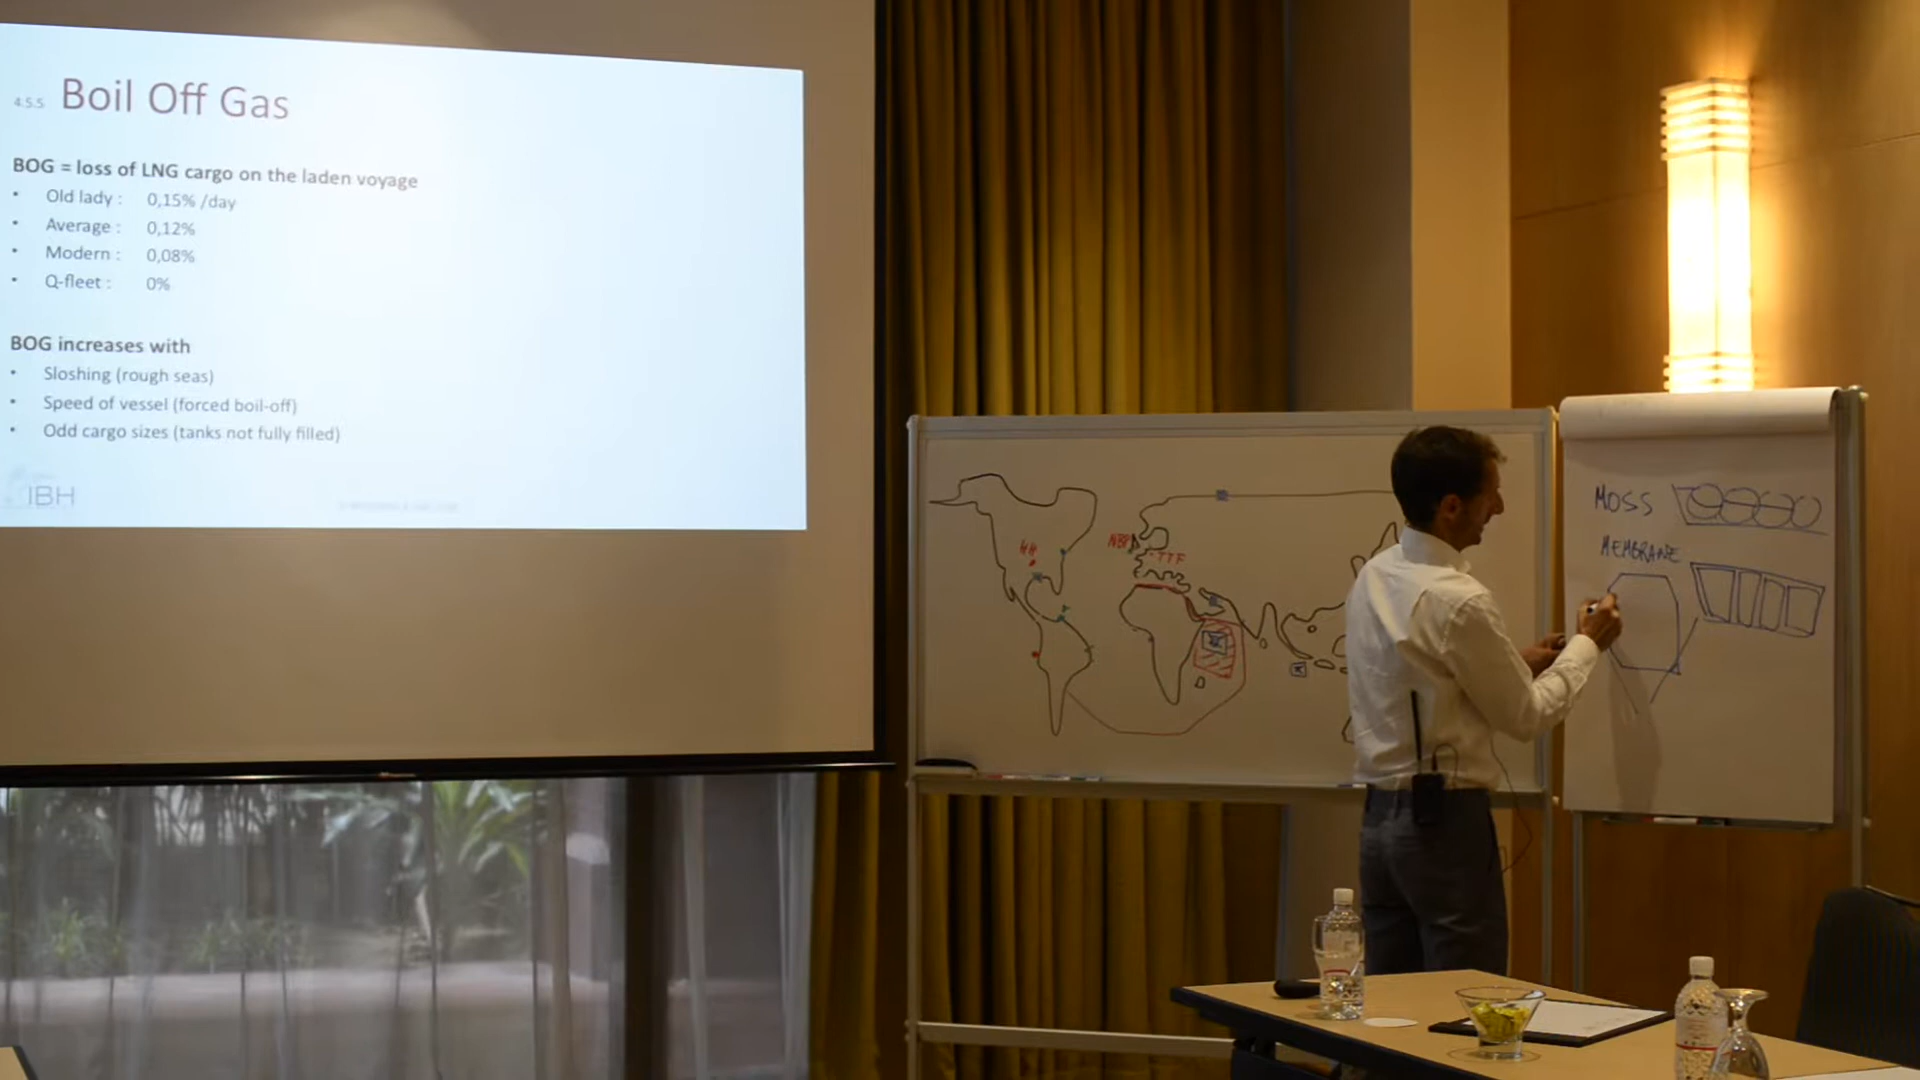 4.5.5 Boil Off Gas
BOG = loss of LNG cargo on the laden voyage
• Old lady : 0,15% /day
• Average : 0,12%
• Modern : 0,08%
• Q-fleet : 0%
BOG increases with
• Sloshing (rough seas)
• Speed of vessel (forced boil-off)
• Odd cargo sizes (tanks not fully filled)
IBH
HH
NBP
TTF
MOSS
MEMBRANE